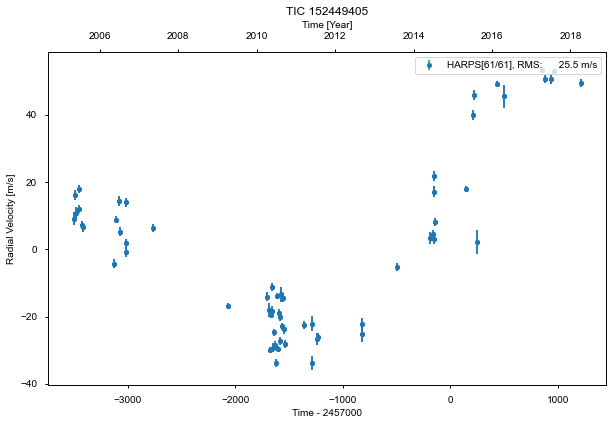 TIC 152449405
Time [Year]
2006 2008 2010 2012 2014 2016 2018
HARPS[61/61], RMS: 25.5 m/s
Radial Velocity [m/s]
40
20
0
−20
−40
−3000 −2000 −1000 0 1000
Time - 2457000